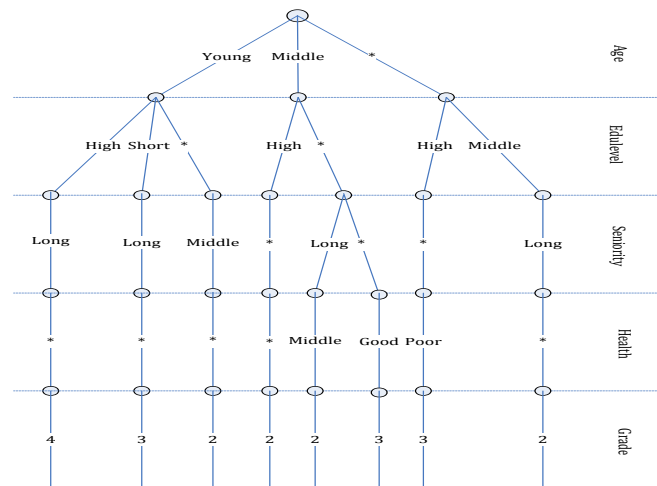 Young Middle * Age
High Short * High * High Middle Edulevel
Long Long Middle * Long * * Long Seniority
* * * * Middle Good Poor * Health
4 3 2 2 2 3 3 2 Grade